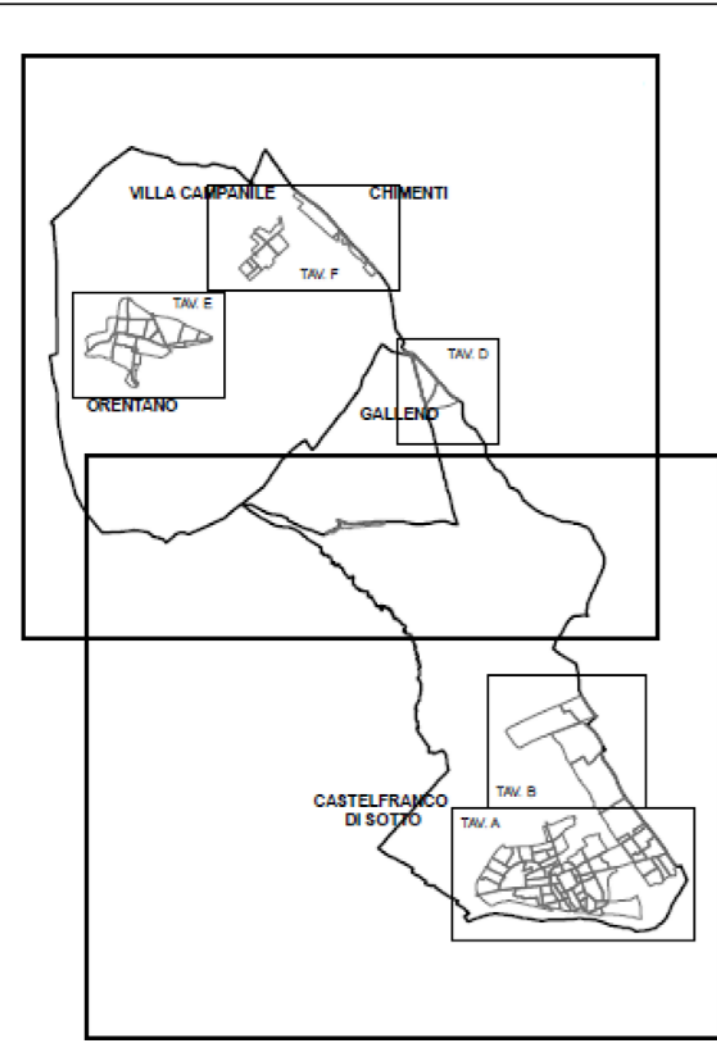 VILLA CAMPANILE
CHIMENTI
TAV. F
TAV. E
ORENTANO
TAV. D
GALLENO
TAV. B
CASTELFRANCO
DI SOTTO
TAV. A